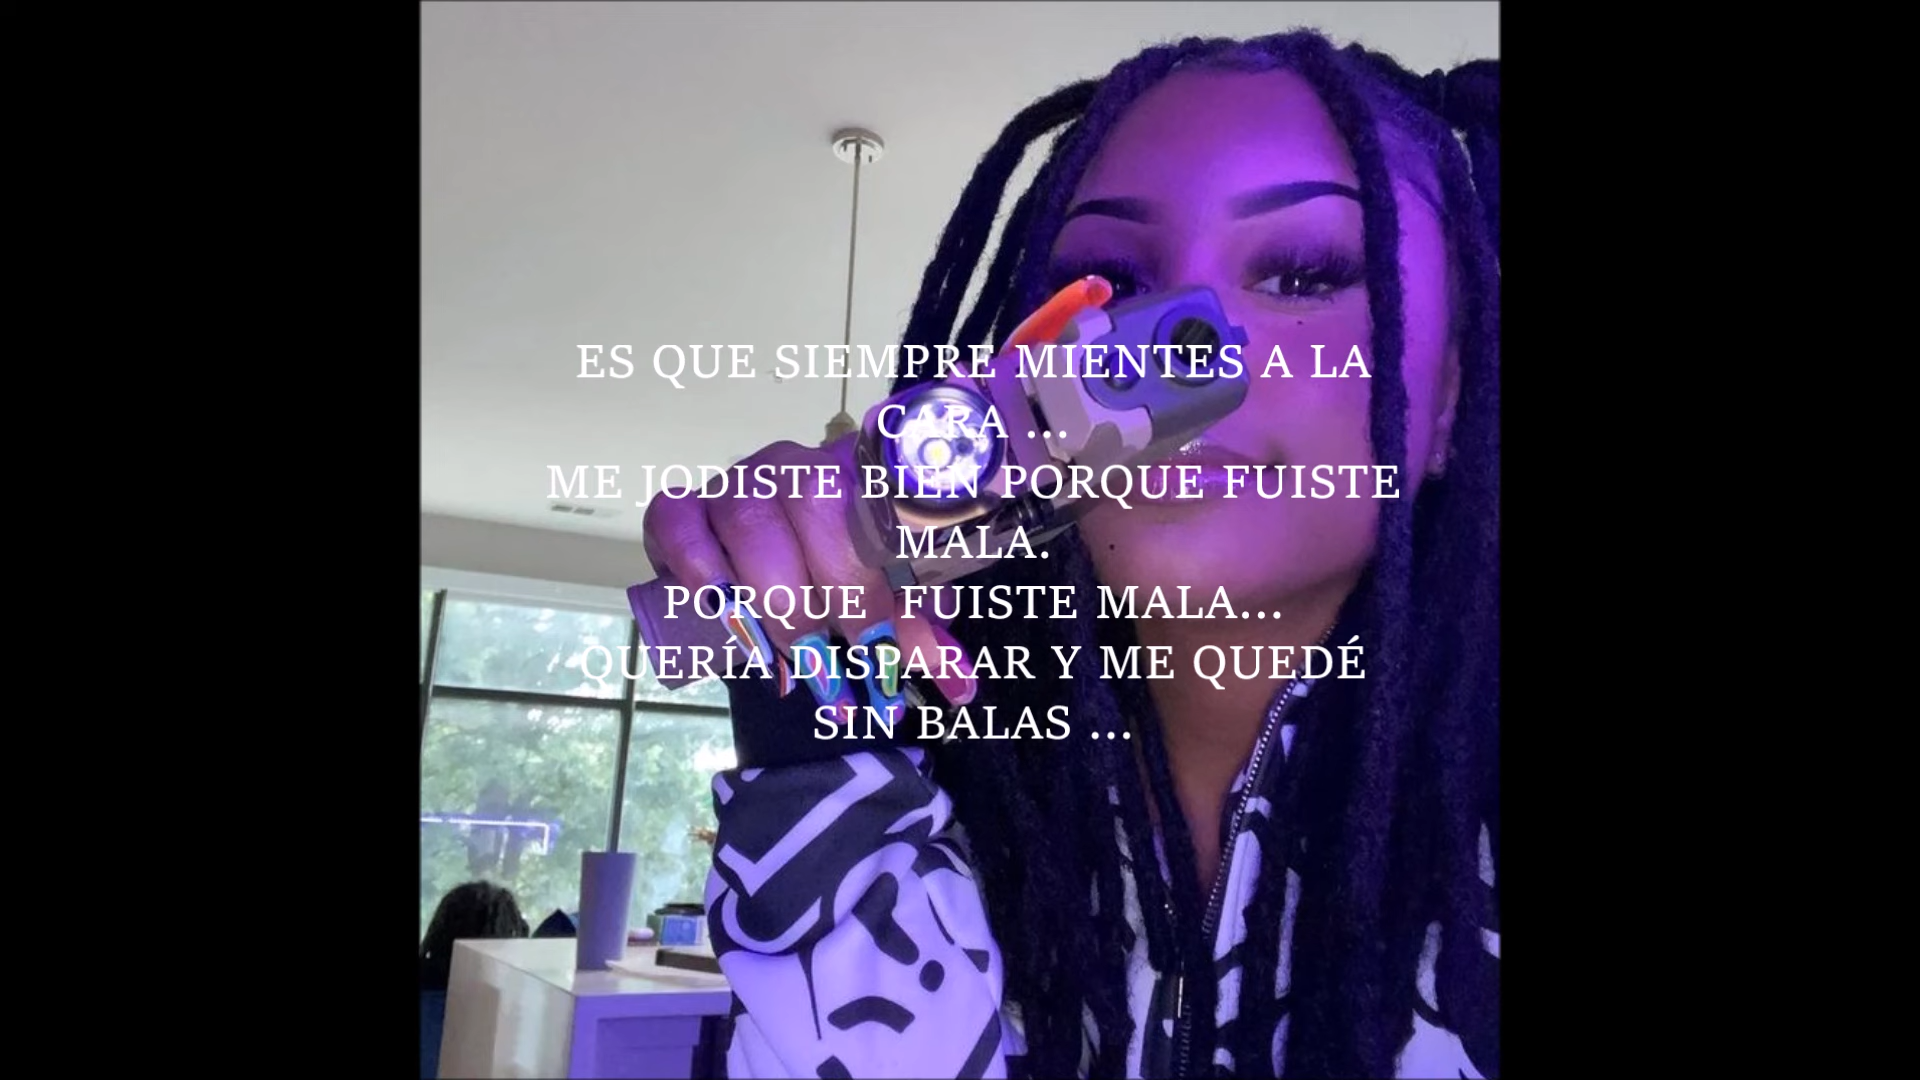 ES QUE SIEMPRE MIENTES A LA
CARA ...
ME JODISTE BIEN PORQUE FUISTE
MALA.
PORQUE  FUISTE MALA...
QUERÍA DISPARAR Y ME QUEDÉ
SIN BALAS ...